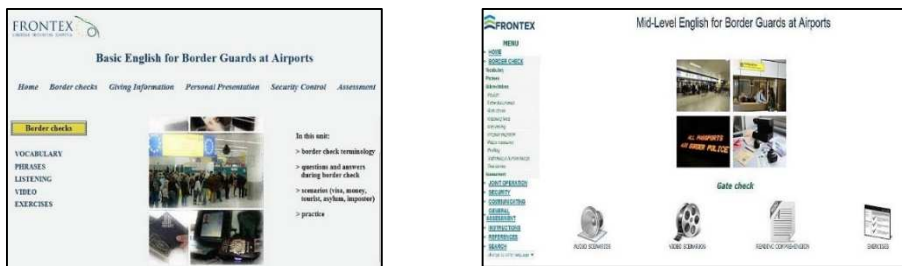 FRONTEX
Basic English for Border Guards at Airports
Home Border checks Giving Information Personal Presentation Security Control Assessment
Border checks
VOCABULARY
PHRASES
LISTENING
VIDEO
EXERCISES
In this unit:
> border check terminology
> questions and answers
during border check
> scenarios (visa, money,
tourist, asylum, impostor)
> practice
FRONTEX
Mid-Level English for Border Guards at Airports
MENU
HOME
BORDER CHECK
JOINT OPERATION
SECURITY
COMMUNICATING
GENERAL
ASSESSMENT
INSTRUCTIONS
REFERENCES
SEARCH
ALL PASSPORTS
BORDER POLICE
Gate check
AUDIO SCENARIOS
VIDEO SCENARIOS
READING COMPREHENSION
EXERCISES